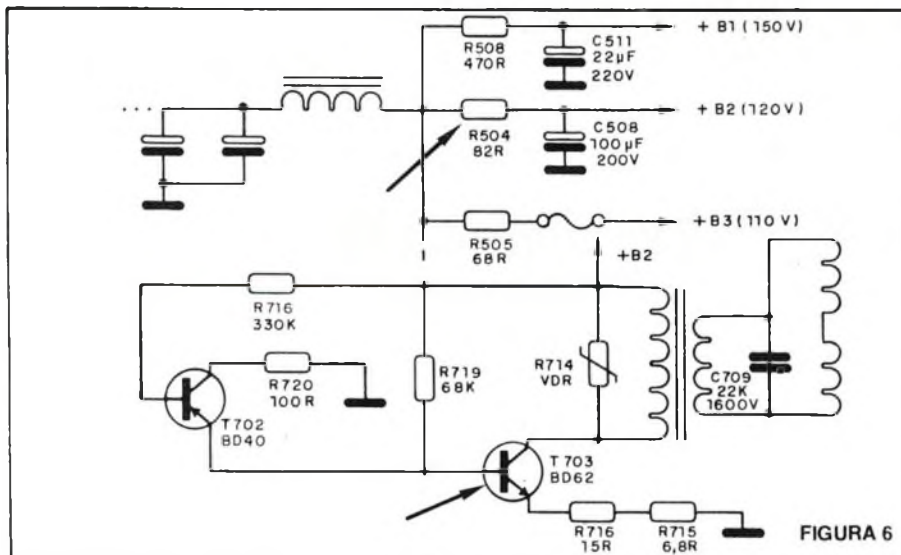 R508
470R
C511
22µF
220V
+ B1 (150V)
R504
82R
C508
100µF
200V
+ B2 (120V)
R505
68R
+B3 (110V)
+B2
R716
330K
R720
100R
R719
68K
R714
VDR
C709
22K
1600V
T702
BD40
T703
BD62
R716
15R
R715
6,8R
FIGURA 6